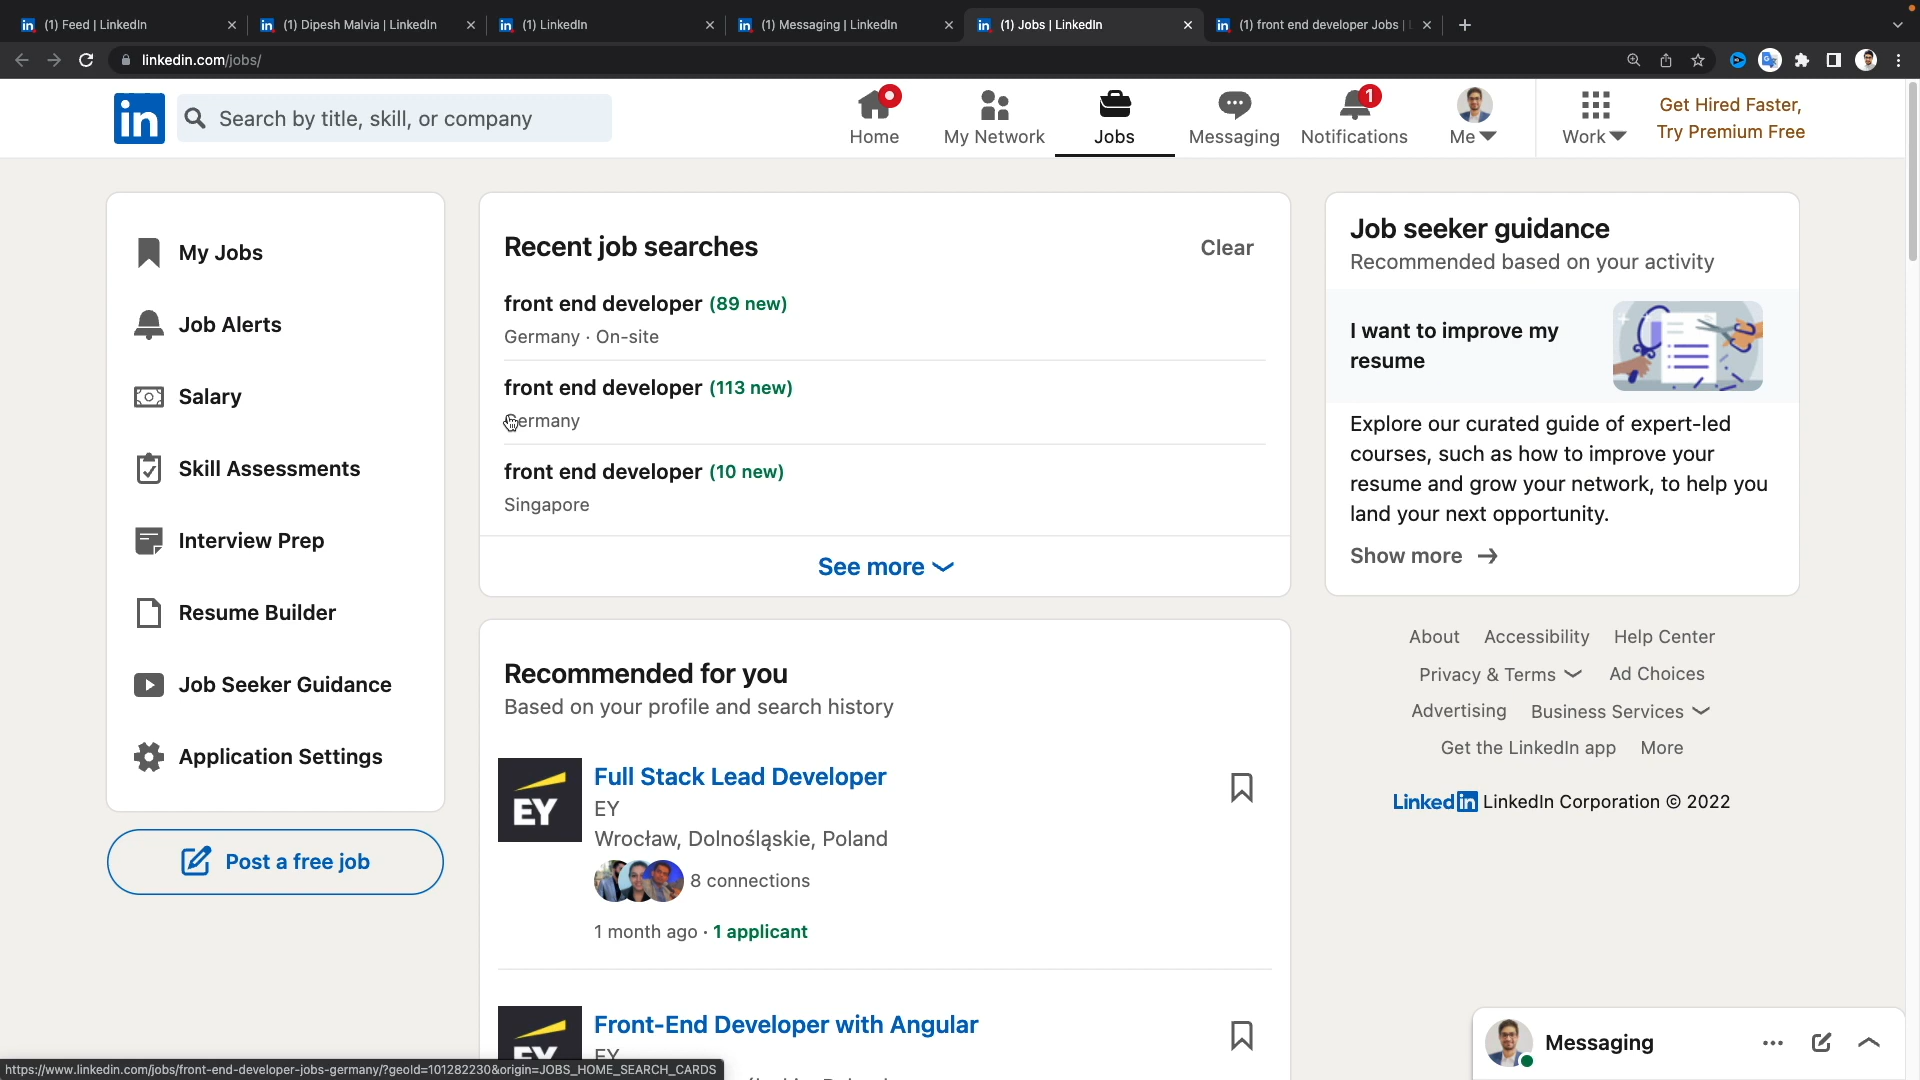 (1) Feed | LinkedIn
(1) Dipesh Malvia | LinkedIn
(1) LinkedIn
(1) Messaging | LinkedIn
(1) Jobs | LinkedIn
(1) front end developer Jobs |
linkedin.com/jobs/
in
Search by title, skill, or company
Home
My Network
Jobs
Messaging
1
Notifications
Me
Work
Get Hired Faster,
Try Premium Free
My Jobs
Job Alerts
Salary
Skill Assessments
Interview Prep
Resume Builder
Job Seeker Guidance
Application Settings
Post a free job
Recent job searches
Clear
front end developer (89 new)
Germany · On-site
front end developer (113 new)
Germany
front end developer (10 new)
Singapore
See more
Recommended for you
Based on your profile and search history
EY
Full Stack Lead Developer
EY
Wrocław, Dolnośląskie, Poland
8 connections
1 month ago · 1 applicant
EY
Front-End Developer with Angular
EY
Job seeker guidance
Recommended based on your activity
I want to improve my
resume
Explore our curated guide of expert-led
courses, such as how to improve your
resume and grow your network, to help you
land your next opportunity.
Show more →
About Accessibility Help Center
Privacy & Terms Ad Choices
Advertising Business Services
Get the LinkedIn app More
LinkedIn LinkedIn Corporation © 2022
Messaging
https://www.linkedin.com/jobs/front-end-developer-jobs-germany/?geoId=101282230&origin=JOBS_HOME_SEARCH_CARDS